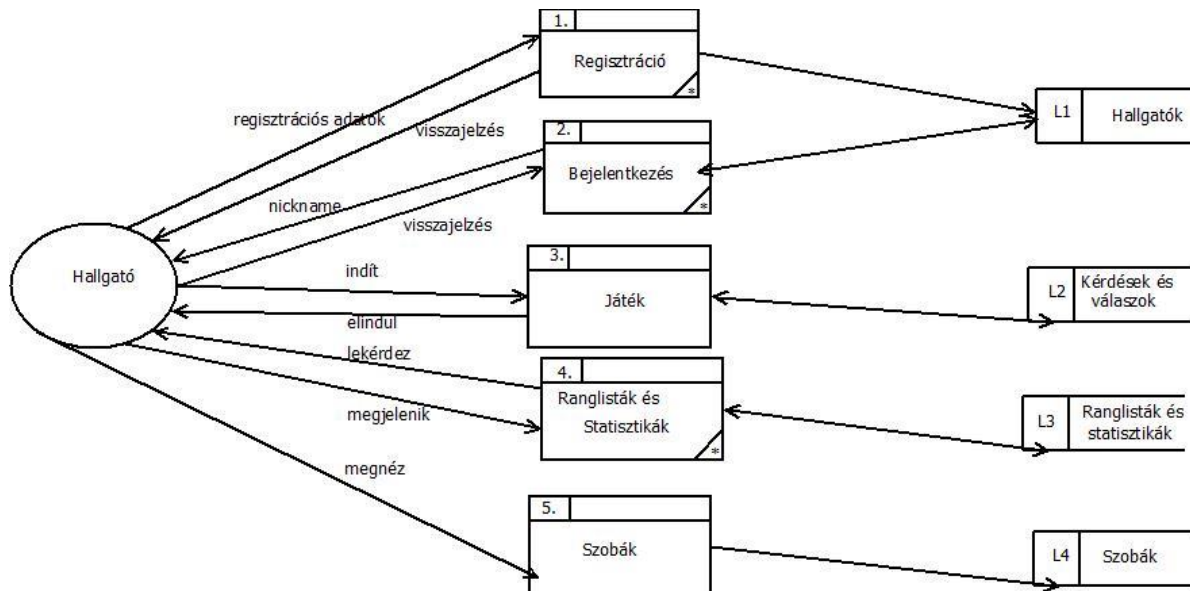 1.
Regisztráció
*
regisztrációs adatok
visszajelzés
L1
Hallgatók
2.
Bejelentkezés
*
nickname
visszajelzés
Hallgató
3.
Játék
indít
elindul
L2
Kérdések és
válaszok
lekérdez
4.
Ranglisták és
Statisztikák
*
megjelenik
L3
Ranglisták és
statisztikák
megnéz
5.
Szobák
L4
Szobák